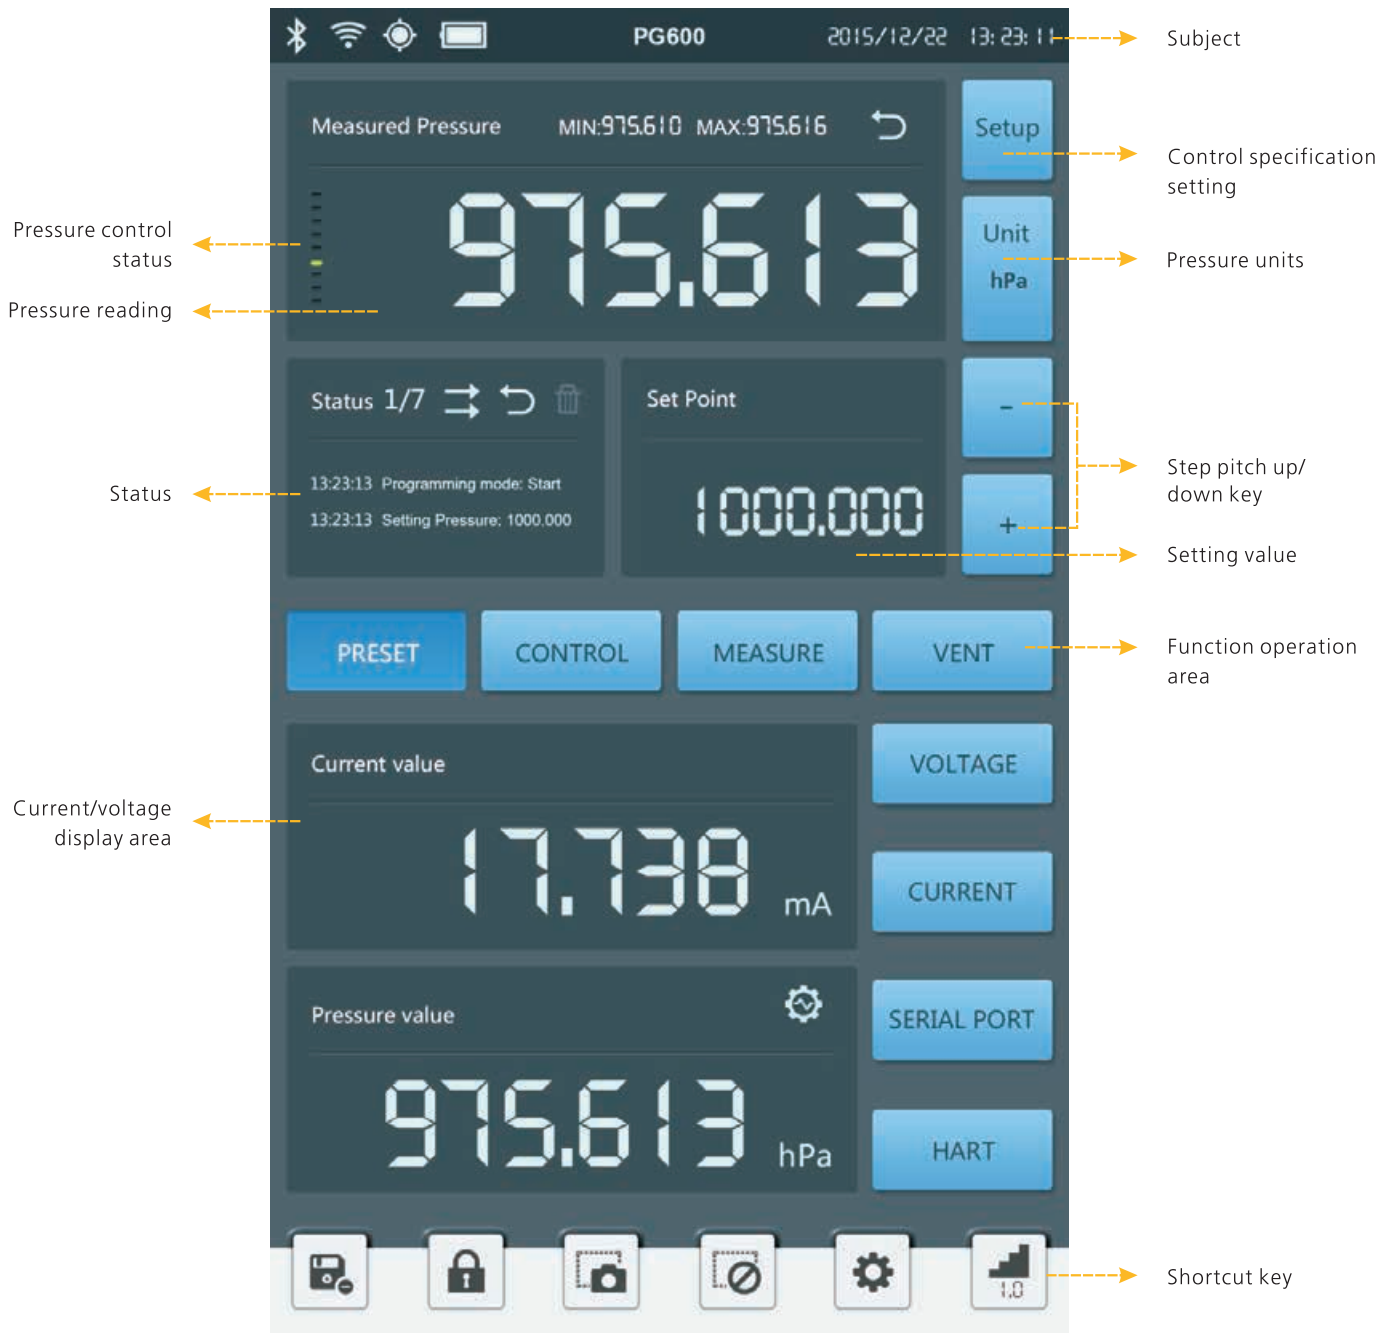 PG600 2015/12/22 13:23:11
Subject
Measured Pressure MIN:975.610 MAX:975.616
Setup
Control specification
setting
975.613
Unit
hPa
Pressure units
Pressure control
status
Pressure reading
Status 1/7
13:23:13 Programming mode: Start
13:23:13 Setting Pressure: 1000.000
Status
Set Point
1000.000
-
+
Step pitch up/
down key
Setting value
PRESET CONTROL MEASURE VENT
Function operation
area
Current value
17.738 mA
Current/voltage
display area
VOLTAGE
CURRENT
Pressure value
975.613 hPa
SERIAL PORT
HART
1.0
Shortcut key